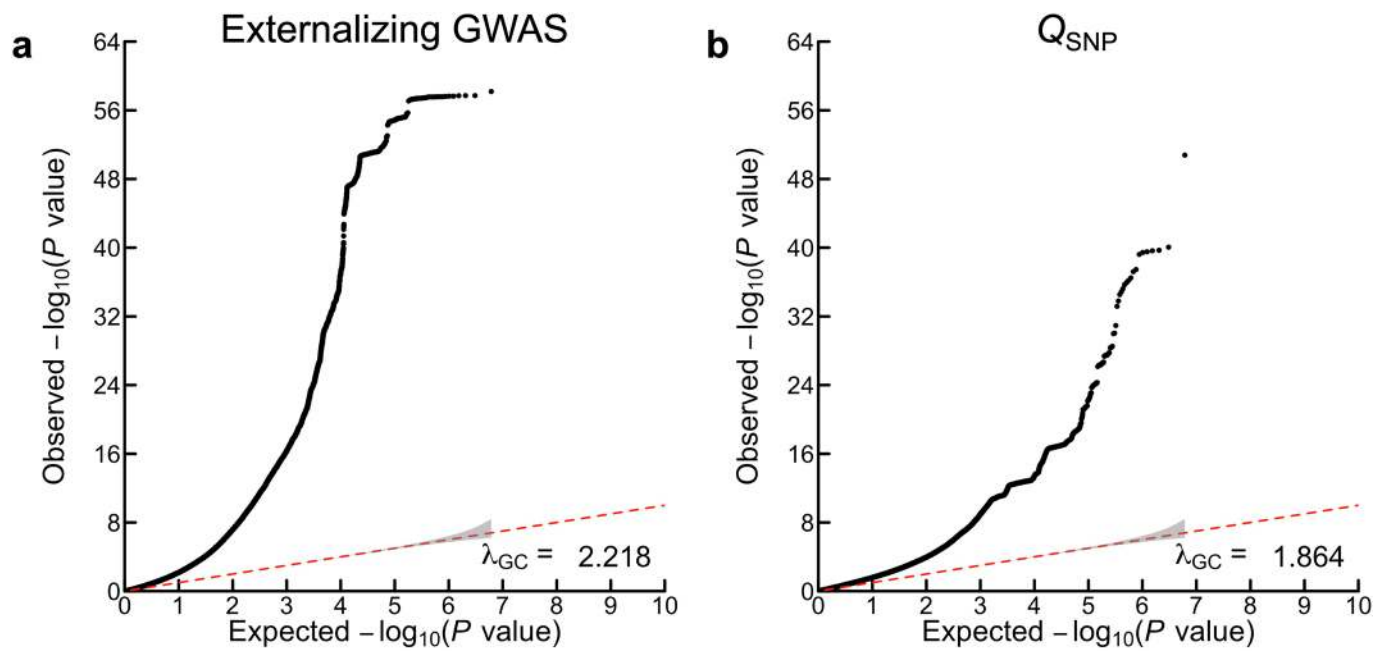 a
Externalizing GWAS
64
56
48
40
32
24
16
8
0
Observed −log10(P value)
λGC = 2.218
0 1 2 3 4 5 6 7 8 9 10
Expected −log10(P value)
b
QSNP
64
56
48
40
32
24
16
8
0
Observed −log10(P value)
λGC = 1.864
0 1 2 3 4 5 6 7 8 9 10
Expected −log10(P value)